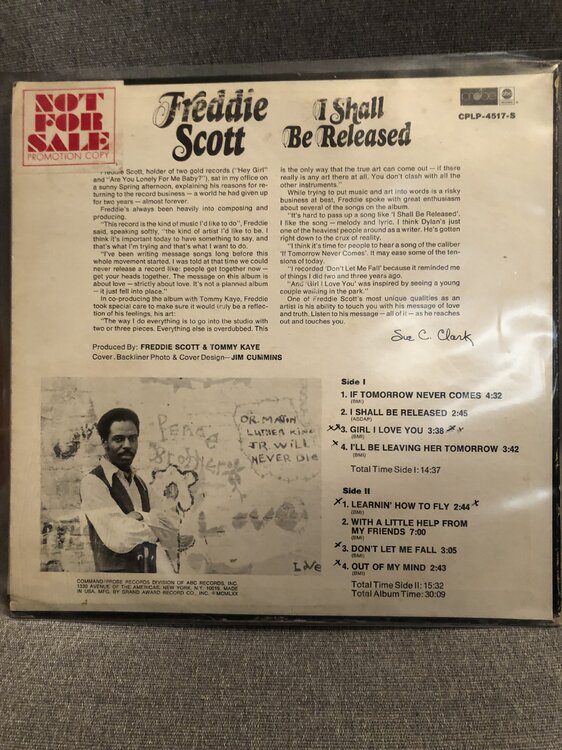 NOT
FOR
SALE
PROMOTION COPY
Freddie
Scott
I Shall
Be Released
probe
abc
CPLP-4517-S
Freddie Scott, holder of two gold records ("Hey Girl"
and "Are You Lonely For Me Baby?"), sat in my office on
a sunny Spring afternoon, explaining his reasons for re-
turning to the record business — a world he had given up
for two years — almost forever.
Freddie's always been heavily into composing and
producing.
"This record is the kind of music I'd like to do", Freddie
said, speaking softly, "the kind of artist I'd like to be. I
think it's important today to have something to say, and
that's what I'm trying and that's what I want to do.
"I've been writing message songs long before this
whole movement started. I was told at that time we could
never release a record like: people get together now —
get your heads together. The message on this album is
about love — strictly about love. It's not a planned album
— it just fell into place."
In co-producing the album with Tommy Kaye, Freddie
took special care to make sure it would truly be a reflec-
tion of his feelings, his art:
"The way I do everything is to go into the studio with
two or three pieces. Everything else is overdubbed. This
is the only way that the true art can come out — if there
really is any art there at all. You don't clash with all the
other instruments."
While trying to put music and art into words is a risky
business at best, Freddie spoke with great enthusiasm
about several of the songs on the album.
"It's hard to pass up a song like 'I Shall Be Released'.
I like the song — melody and lyric. I think Dylan's just
one of the heaviest people around as a writer. He's gotten
right down to the crux of reality.
"I think it's time for people to hear a song of the caliber
'If Tomorrow Never Comes'. It may ease some of the ten-
sions of today.
"I recorded 'Don't Let Me Fall' because it reminded me
of things I did two and three years ago,
"And 'Girl I Love You' was inspired by seeing a young
couple walking in the park."
One of Freddie Scott's most unique qualities as an
artist is his ability to touch you with his message of love
and truth. Listen to his message — all of it — as he reaches
out and touches you.
Sue C. Clark
Produced By: FREDDIE SCOTT & TOMMY KAYE
Cover, Backliner Photo & Cover Design— JIM CUMMINS
Peace
Brother
DR. MARTIN
LUTHER KING
JR. WILL
NEVER DIE
Love
Love
Side I
1. IF TOMORROW NEVER COMES 4:32
(BMI)
2. I SHALL BE RELEASED 2:45
(ASCAP)
3. GIRL I LOVE YOU 3:38
(BMI)
4. I'LL BE LEAVING HER TOMORROW 3:42
(BMI)
Total Time Side I: 14:37
Side II
1. LEARNIN' HOW TO FLY 2:44
(BMI)
2. WITH A LITTLE HELP FROM
MY FRIENDS 7:00
(BMI)
3. DON'T LET ME FALL 3:05
(BMI)
4. OUT OF MY MIND 2:43
(BMI)
Total Time Side II: 15:32
Total Album Time: 30:09
COMMAND/PROBE RECORDS DIVISION OF ABC RECORDS, INC.
1330 AVENUE OF THE AMERICAS, NEW YORK, N.Y. 10019. MADE
IN USA. MFG. BY GRAND AWARD RECORD CO., INC. ©MCMLXX